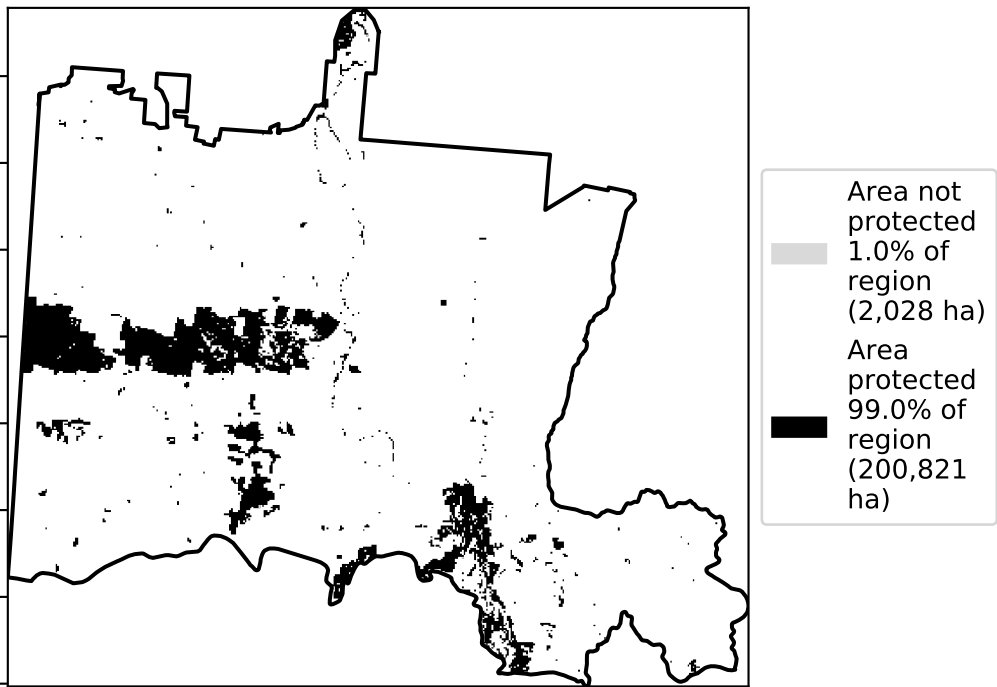 Area not
protected
1.0% of
region
(2,028 ha)
Area
protected
99.0% of
region
(200,821
ha)